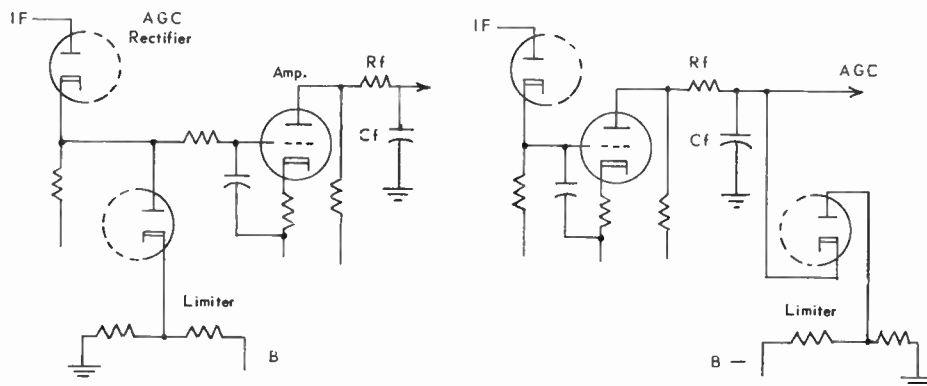 IF
AGC
Rectifier
Amp.
Rf
Cf
Limiter
B
IF
Rf
AGC
Cf
Limiter
B —